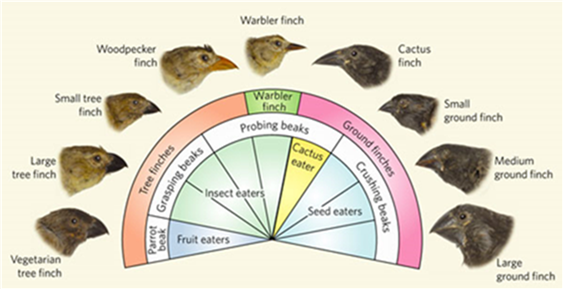 Warbler finch
Woodpecker
finch
Cactus
finch
Small tree
finch
Small
ground finch
Large
tree finch
Medium
ground finch
Vegetarian
tree finch
Large
ground finch
Tree finches
Warbler
finch
Ground finches
Parrot
beak
Grasping beaks
Probing beaks
Crushing beaks
Fruit eaters
Insect eaters
Cactus
eater
Seed eaters